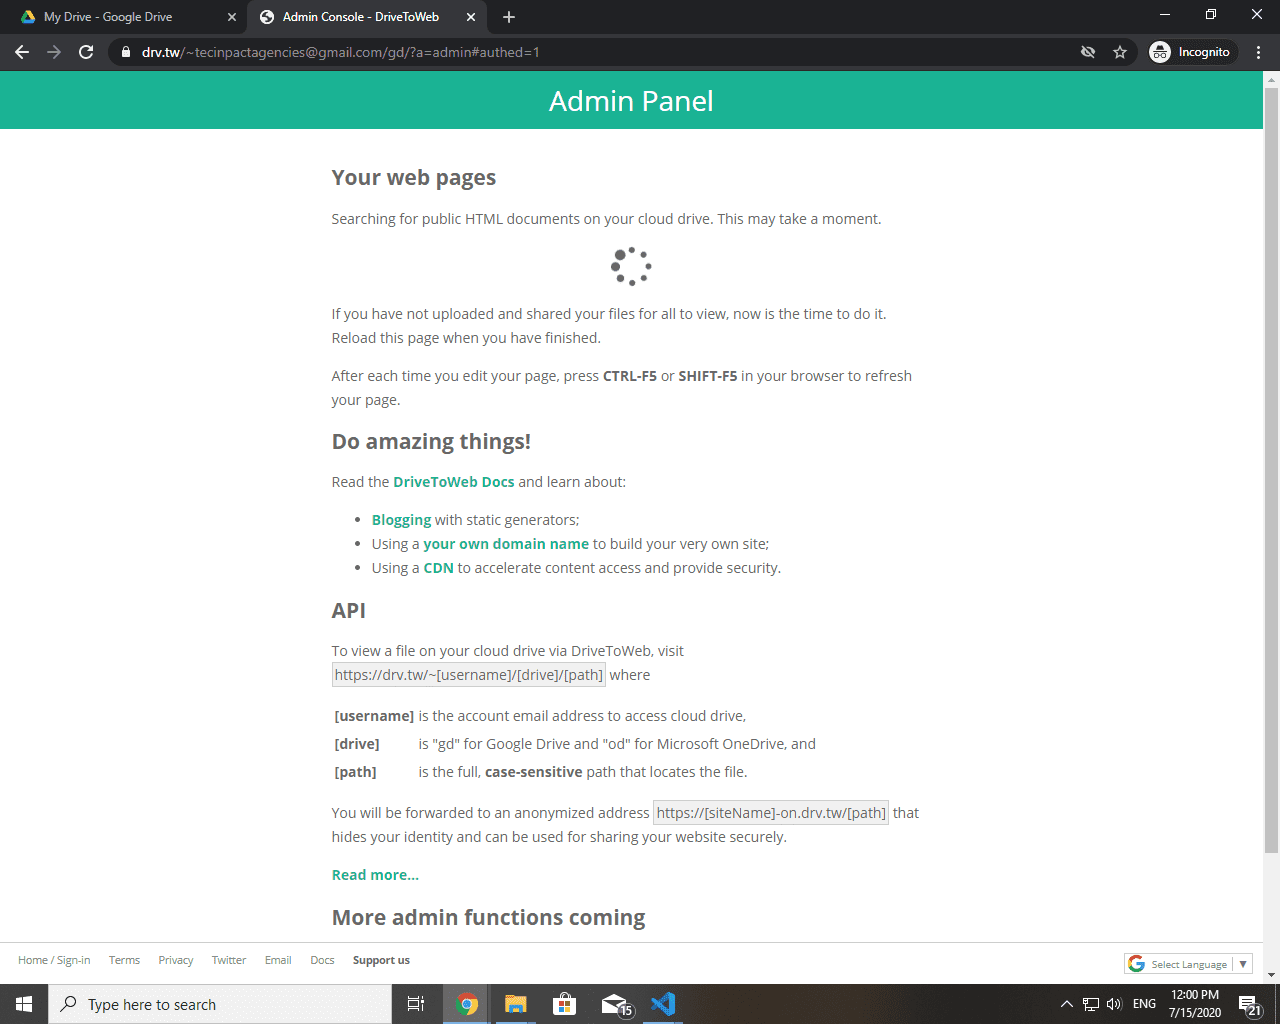 My Drive - Google Drive
Admin Console - DriveToWeb
drv.tw/~tecinpactagencies@gmail.com/gd/?a=admin#authed=1
Incognito
Admin Panel
Your web pages
Searching for public HTML documents on your cloud drive. This may take a moment.
If you have not uploaded and shared your files for all to view, now is the time to do it.
Reload this page when you have finished.
After each time you edit your page, press CTRL-F5 or SHIFT-F5 in your browser to refresh
your page.
Do amazing things!
Read the DriveToWeb Docs and learn about:
• Blogging with static generators;
• Using a your own domain name to build your very own site;
• Using a CDN to accelerate content access and provide security.
API
To view a file on your cloud drive via DriveToWeb, visit
https://drv.tw/~[username]/[drive]/[path] where
[username] is the account email address to access cloud drive,
[drive] is "gd" for Google Drive and "od" for Microsoft OneDrive, and
[path] is the full, case-sensitive path that locates the file.
You will be forwarded to an anonymized address https://[siteName]-on.drv.tw/[path] that
hides your identity and can be used for sharing your website securely.
Read more...
More admin functions coming
Home / Sign-in Terms Privacy Twitter Email Docs Support us
Select Language ▼
Type here to search
15
ENG
12:00 PM
7/15/2020
21